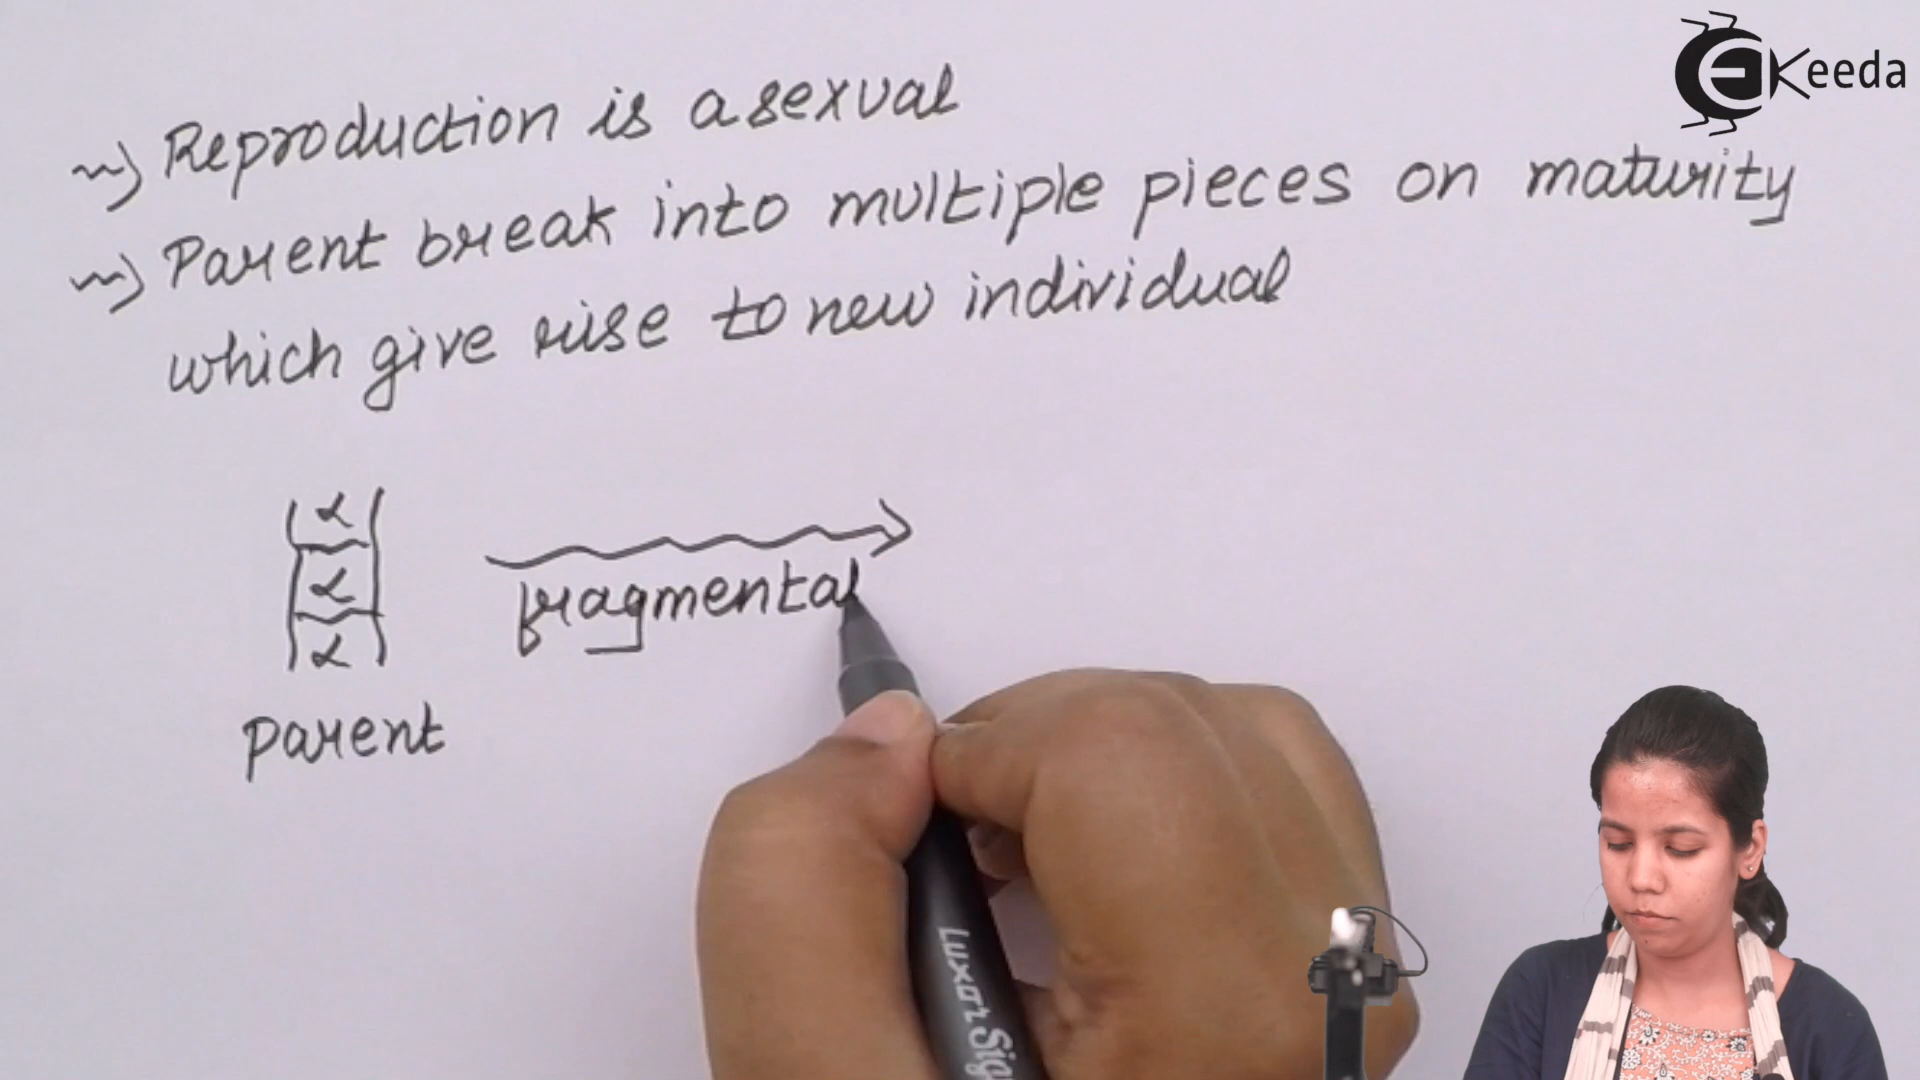 Keeda
~) Reproduction is asexual
~) Parent break into multiple pieces on maturity
which give rise to new individual
α
α
α
fragmenta
parent
Luxor Sig